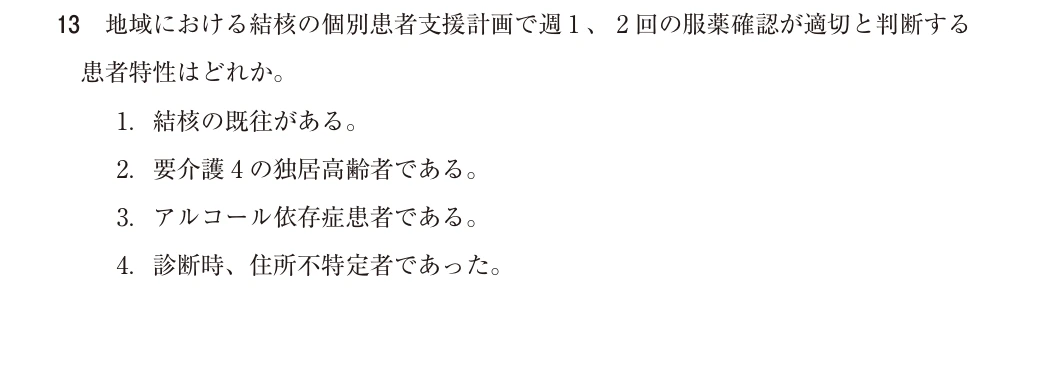 13 地域における結核の個別患者支援計画で週1、2回の服薬確認が適切と判断する
患者特性はどれか。
1. 結核の既往がある。
2. 要介護4の独居高齢者である。
3. アルコール依存症患者である。
4. 診断時、住所不特定者であった。